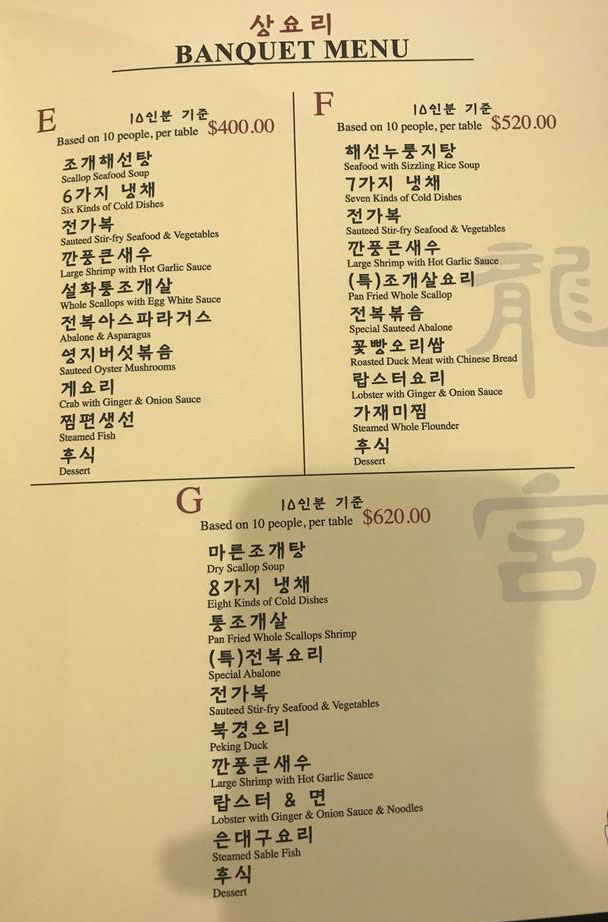 상요리
BANQUET MENU
E
10인분 기준
Based on 10 people, per table $400.00
조개해선탕
Scallop Seafood Soup
6가지 냉채
Six Kinds of Cold Dishes
전가복
Sauteed Stir-fry Seafood & Vegetables
깐풍큰새우
Large Shrimp with Hot Garlic Sauce
설화통조개살
Whole Scallops with Egg White Sauce
전복아스파라거스
Abalone & Asparagus
영지버섯볶음
Sauteed Oyster Mushrooms
게요리
Crab with Ginger & Onion Sauce
찜편생선
Steamed Fish
후식
Dessert
F
10인분 기준
Based on 10 people, per table $520.00
해선누룽지탕
Seafood with Sizzling Rice Soup
7가지 냉채
Seven Kinds of Cold Dishes
전가복
Sauteed Stir-fry Seafood & Vegetables
깐풍큰새우
Large Shrimp with Hot Garlic Sauce
(특)조개살요리
Pan Fried Whole Scallop
전복볶음
Special Sauteed Abalone
꽃빵오리쌈
Roasted Duck Meat with Chinese Bread
랍스터요리
Lobster with Ginger & Onion Sauce
가재미찜
Steamed Whole Flounder
후식
Dessert
G
10인분 기준
Based on 10 people, per table $620.00
마른조개탕
Dry Scallop Soup
8가지 냉채
Eight Kinds of Cold Dishes
통조개살
Pan Fried Whole Scallops Shrimp
(특)전복요리
Special Abalone
전가복
Sauteed Stir-fry Seafood & Vegetables
북경오리
Peking Duck
깐풍큰새우
Large Shrimp with Hot Garlic Sauce
랍스터 & 면
Lobster with Ginger & Onion Sauce & Noodles
은대구요리
Steamed Sable Fish
후식
Dessert
龍
宮